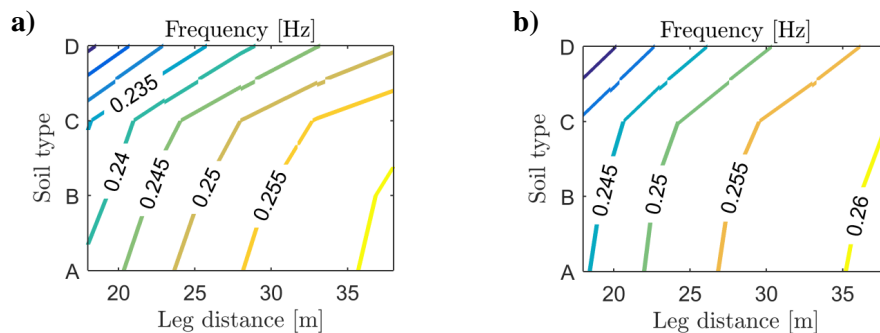 a)
Frequency [Hz]
D
C
B
A
Soil type
0.235
0.24
0.245
0.25
0.255
20
25
30
35
Leg distance [m]
b)
Frequency [Hz]
D
C
B
A
Soil type
0.245
0.25
0.255
0.26
20
25
30
35
Leg distance [m]